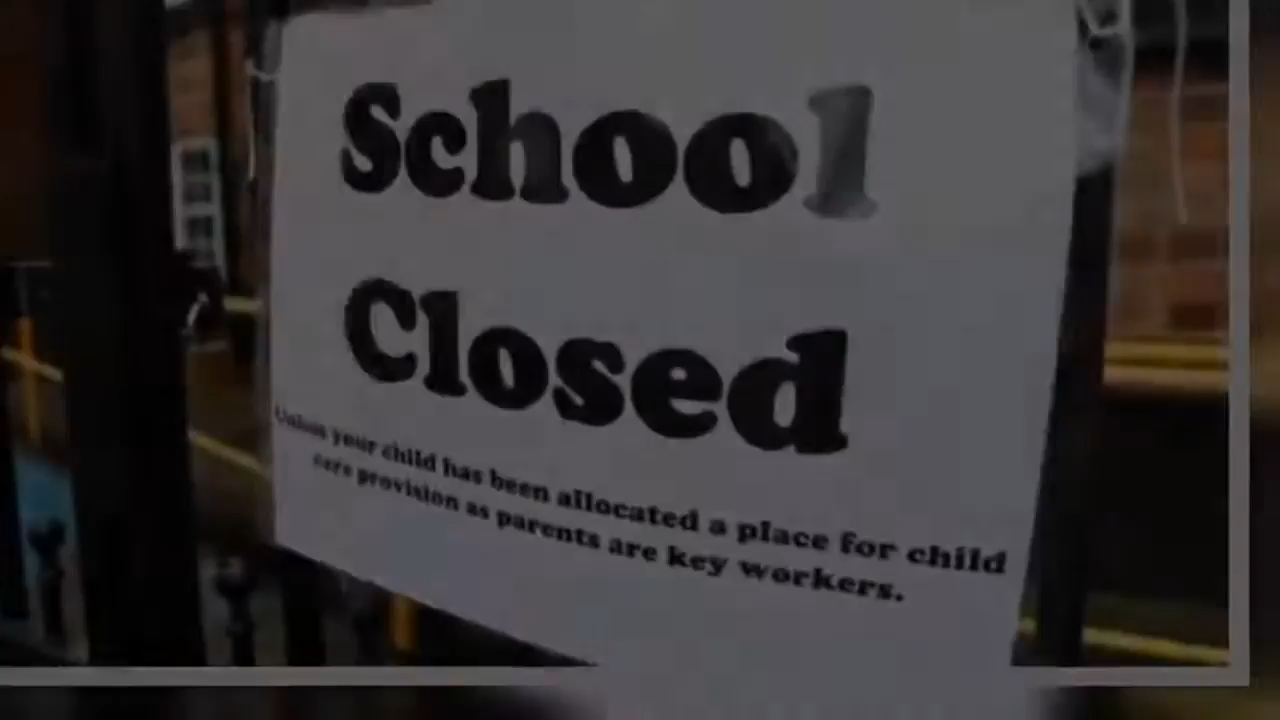 School
Closed
Unless your child has been allocated a place for child
care provision as parents are key workers.